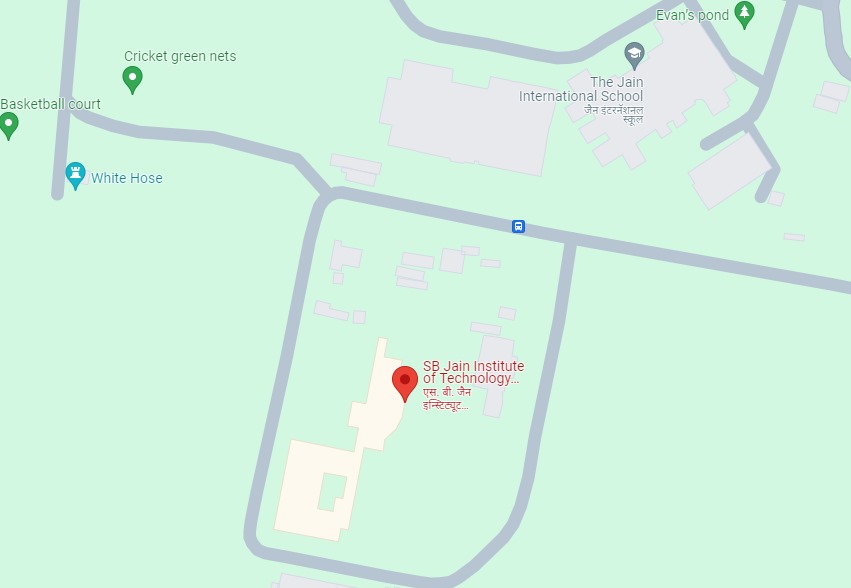 Evan's pond
Cricket green nets
The Jain
International School
जैन इंटरनॅशनल
स्कूल
Basketball court
White Hose
SB Jain Institute
of Technology...
एस. बी. जैन
इन्स्टिट्यूट...